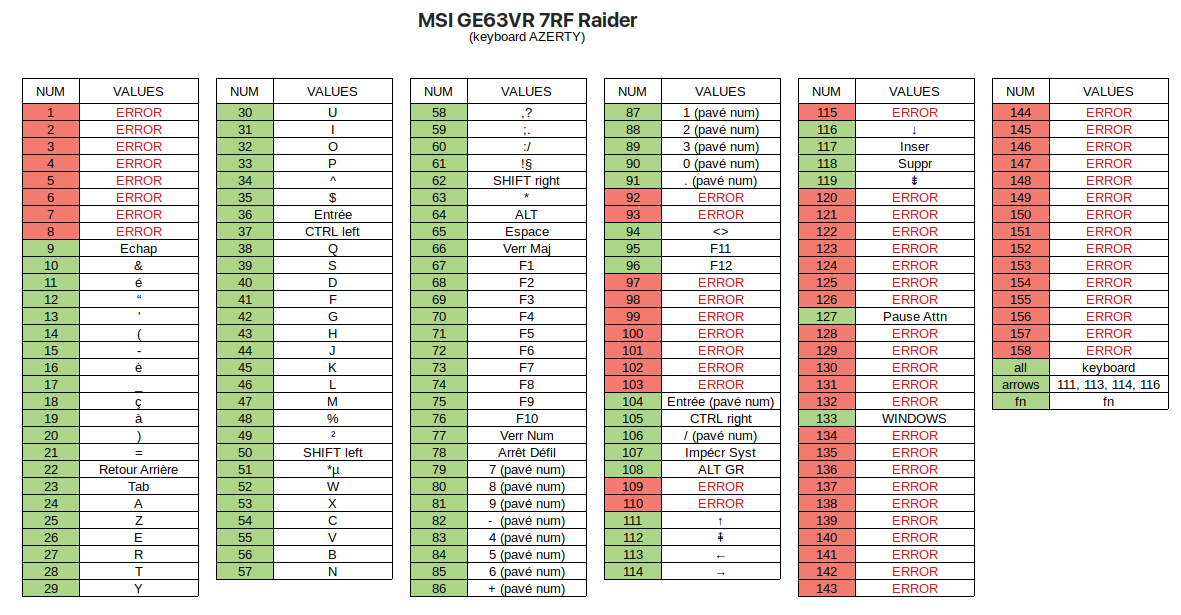 MSI GE63VR 7RF Raider
(keyboard AZERTY)
NUM VALUES
1 ERROR
2 ERROR
3 ERROR
4 ERROR
5 ERROR
6 ERROR
7 ERROR
8 ERROR
9 Echap
10 &
11 é
12 “
13 '
14 (
15 -
16 è
17 _
18 ç
19 à
20 )
21 =
22 Retour Arrière
23 Tab
24 A
25 Z
26 E
27 R
28 T
29 Y
NUM VALUES
30 U
31 I
32 O
33 P
34 ^
35 $
36 Entrée
37 CTRL left
38 Q
39 S
40 D
41 F
42 G
43 H
44 J
45 K
46 L
47 M
48 %
49 ²
50 SHIFT left
51 *µ
52 W
53 X
54 C
55 V
56 B
57 N
NUM VALUES
58 ,?
59 ;.
60 :/
61 !§
62 SHIFT right
63 *
64 ALT
65 Espace
66 Verr Maj
67 F1
68 F2
69 F3
70 F4
71 F5
72 F6
73 F7
74 F8
75 F9
76 F10
77 Verr Num
78 Arrêt Défil
79 7 (pavé num)
80 8 (pavé num)
81 9 (pavé num)
82 - (pavé num)
83 4 (pavé num)
84 5 (pavé num)
85 6 (pavé num)
86 + (pavé num)
NUM VALUES
87 1 (pavé num)
88 2 (pavé num)
89 3 (pavé num)
90 0 (pavé num)
91 . (pavé num)
92 ERROR
93 ERROR
94 <>
95 F11
96 F12
97 ERROR
98 ERROR
99 ERROR
100 ERROR
101 ERROR
102 ERROR
103 ERROR
104 Entrée (pavé num)
105 CTRL right
106 / (pavé num)
107 Impécr Syst
108 ALT GR
109 ERROR
110 ERROR
111 ↑
112 ⇞
113 ←
114 →
NUM VALUES
115 ERROR
116 ↓
117 Inser
118 Suppr
119 ⇟
120 ERROR
121 ERROR
122 ERROR
123 ERROR
124 ERROR
125 ERROR
126 ERROR
127 Pause Attn
128 ERROR
129 ERROR
130 ERROR
131 ERROR
132 ERROR
133 WINDOWS
134 ERROR
135 ERROR
136 ERROR
137 ERROR
138 ERROR
139 ERROR
140 ERROR
141 ERROR
142 ERROR
143 ERROR
NUM VALUES
144 ERROR
145 ERROR
146 ERROR
147 ERROR
148 ERROR
149 ERROR
150 ERROR
151 ERROR
152 ERROR
153 ERROR
154 ERROR
155 ERROR
156 ERROR
157 ERROR
158 ERROR
all keyboard
arrows 111, 113, 114, 116
fn fn